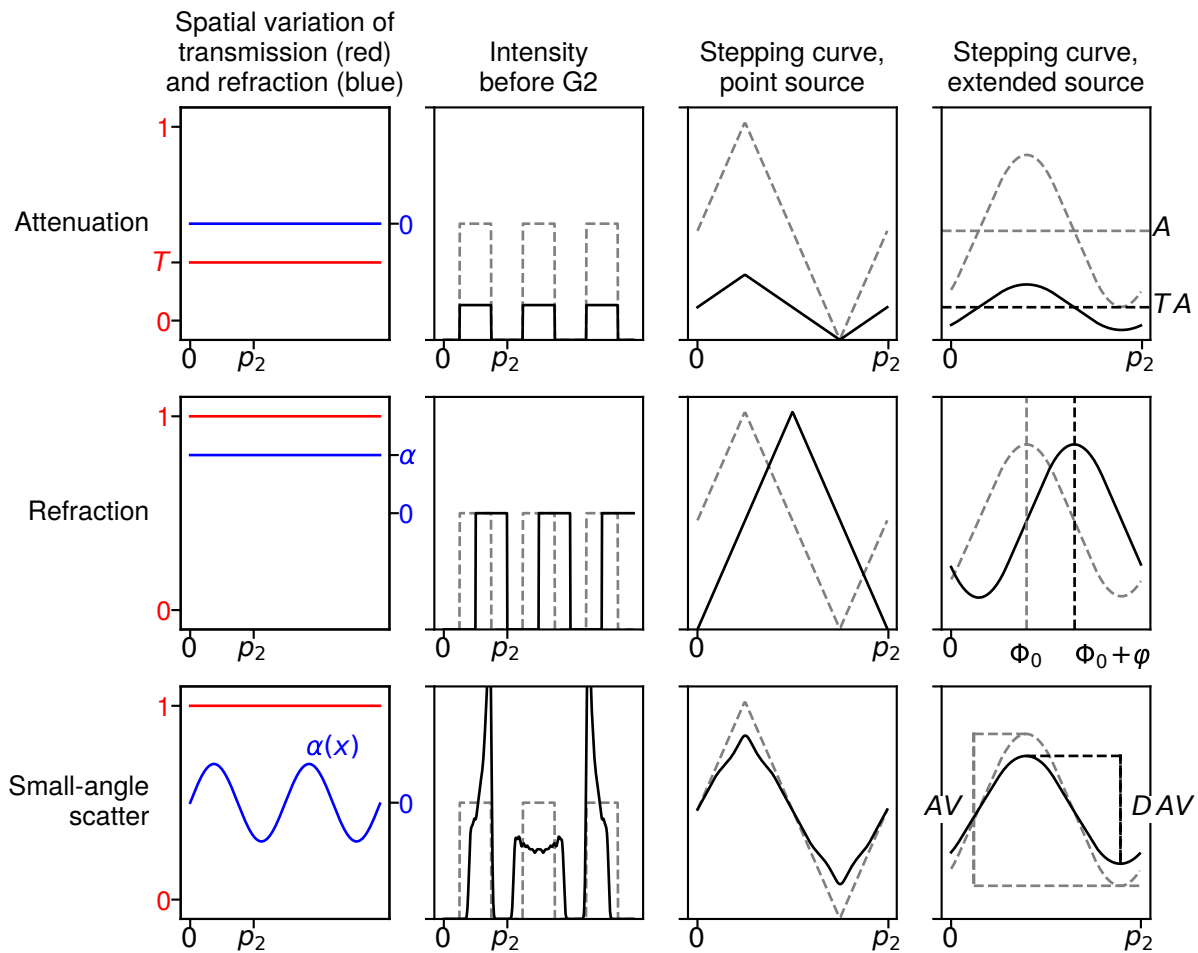 Spatial variation of
transmission (red)
and refraction (blue)
Intensity
before G2
Stepping curve,
point source
Stepping curve,
extended source
Attenuation
1
T
0
0
0 p₂
0 p₂
0 p₂
A
T A
0 p₂
Refraction
1
0
α
0
0 p₂
0 p₂
0 p₂
0 Φ₀ Φ₀+φ
Small-angle
scatter
1
0
α(x)
0
0 p₂
0 p₂
0 p₂
AV
D AV
0 p₂